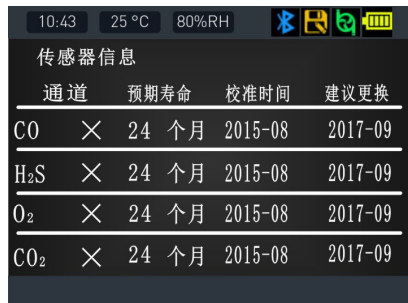 10:43 25°C 80%RH
传感器信息
通道 预期寿命 校准时间 建议更换
CO × 24 个月 2015-08 2017-09
H₂S × 24 个月 2015-08 2017-09
O₂ × 24 个月 2015-08 2017-09
CO₂ × 24 个月 2015-08 2017-09